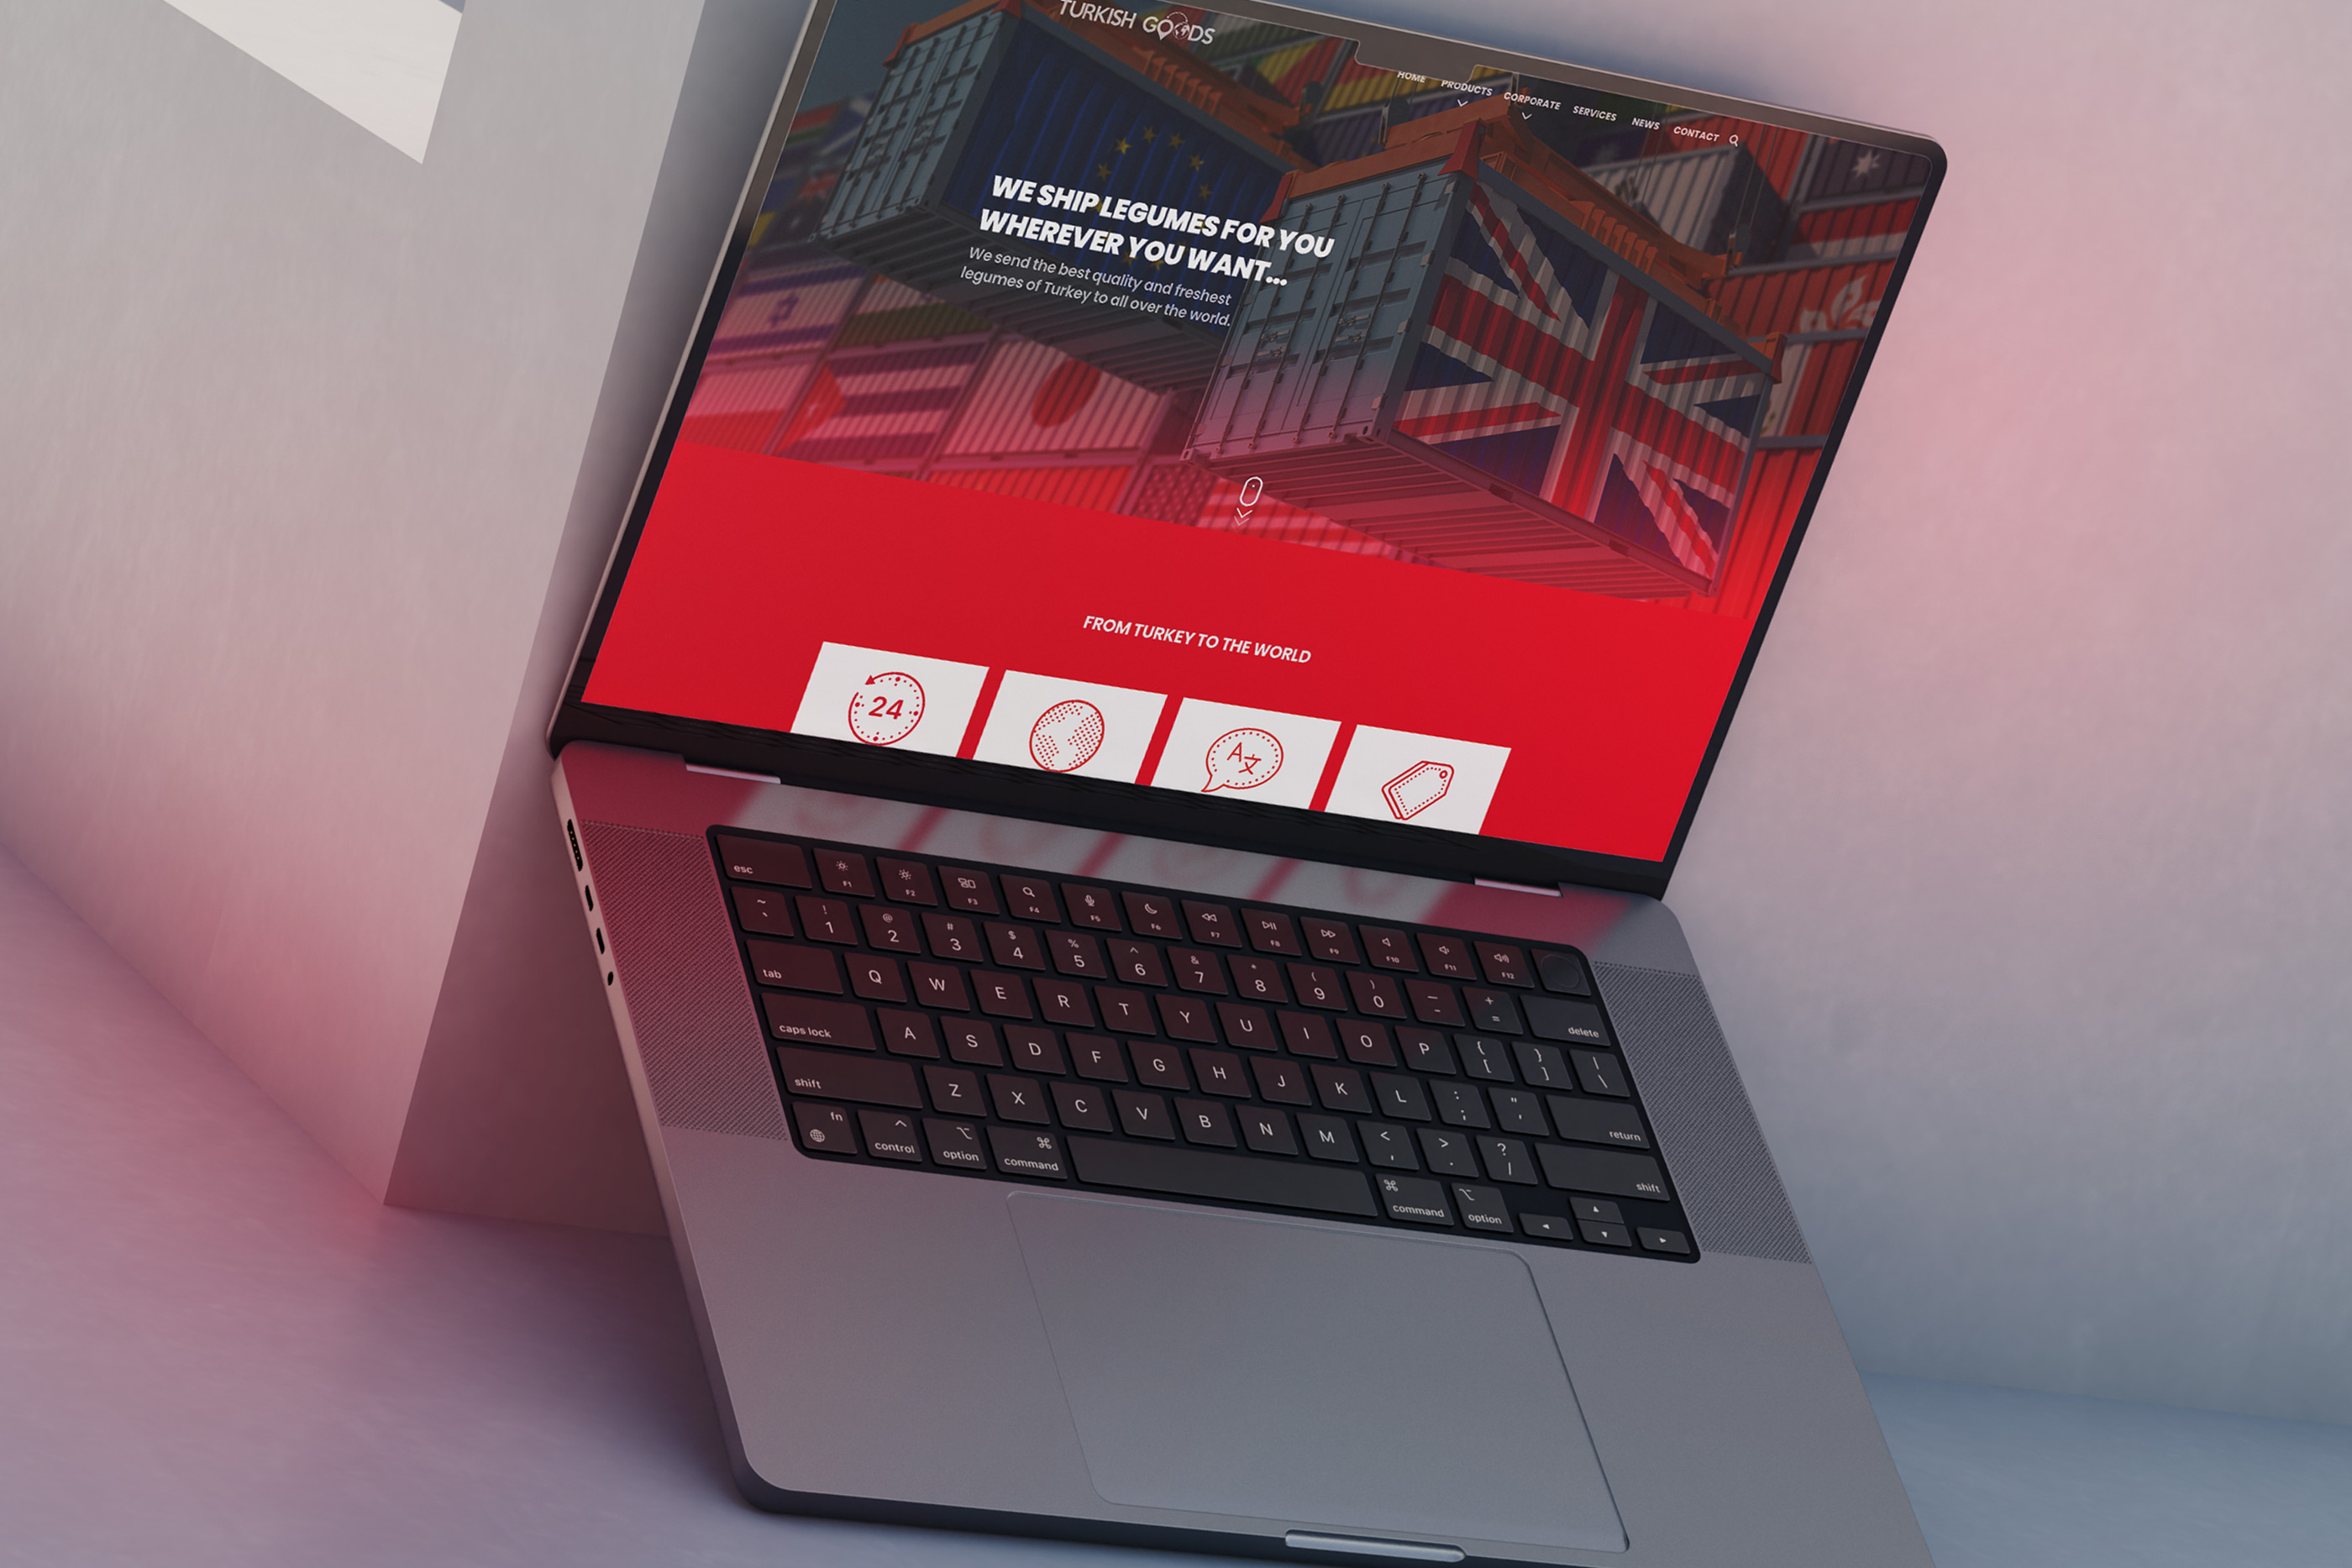 TURKISH GOODS
HOME PRODUCTS CORPORATE SERVICES NEWS CONTACT
WE SHIP LEGUMES FOR YOU
WHEREVER YOU WANT...
We send the best quality and freshest
legumes of Turkey to all over the world.
FROM TURKEY TO THE WORLD
24
A文
esc F1 F2 F3 F4 F5 F6 F7 F8 F9 F10 F11 F12
~ ` ! 1 @ 2 # 3 $ 4 % 5 ^ 6 & 7 * 8 ( 9 ) 0 — - + = delete
tab Q W E R T Y U I O P { [ } ] | \
caps lock A S D F G H J K L : ; " ' return
shift Z X C V B N M < , > . ? / shift
fn control option command command option